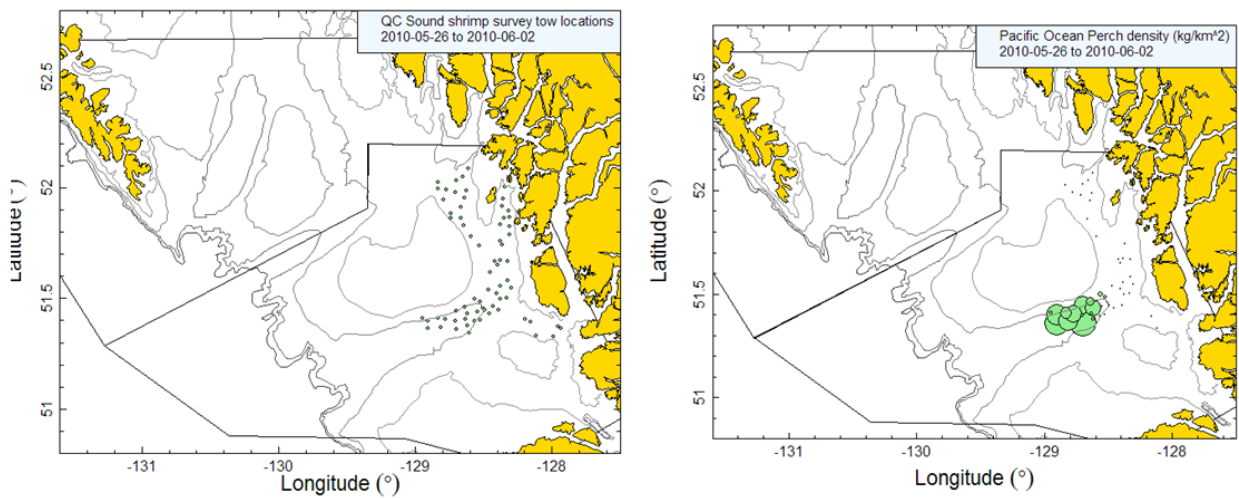 QC Sound shrimp survey tow locations
2010-05-26 to 2010-06-02
52.5
52
51.5
51
Latitude (°)
-131
-130
-129
-128
Longitude (°)
Pacific Ocean Perch density (kg/km^2)
2010-05-26 to 2010-06-02
52.5
52
51.5
51
Latitude (°)
-131
-130
-129
-128
Longitude (°)